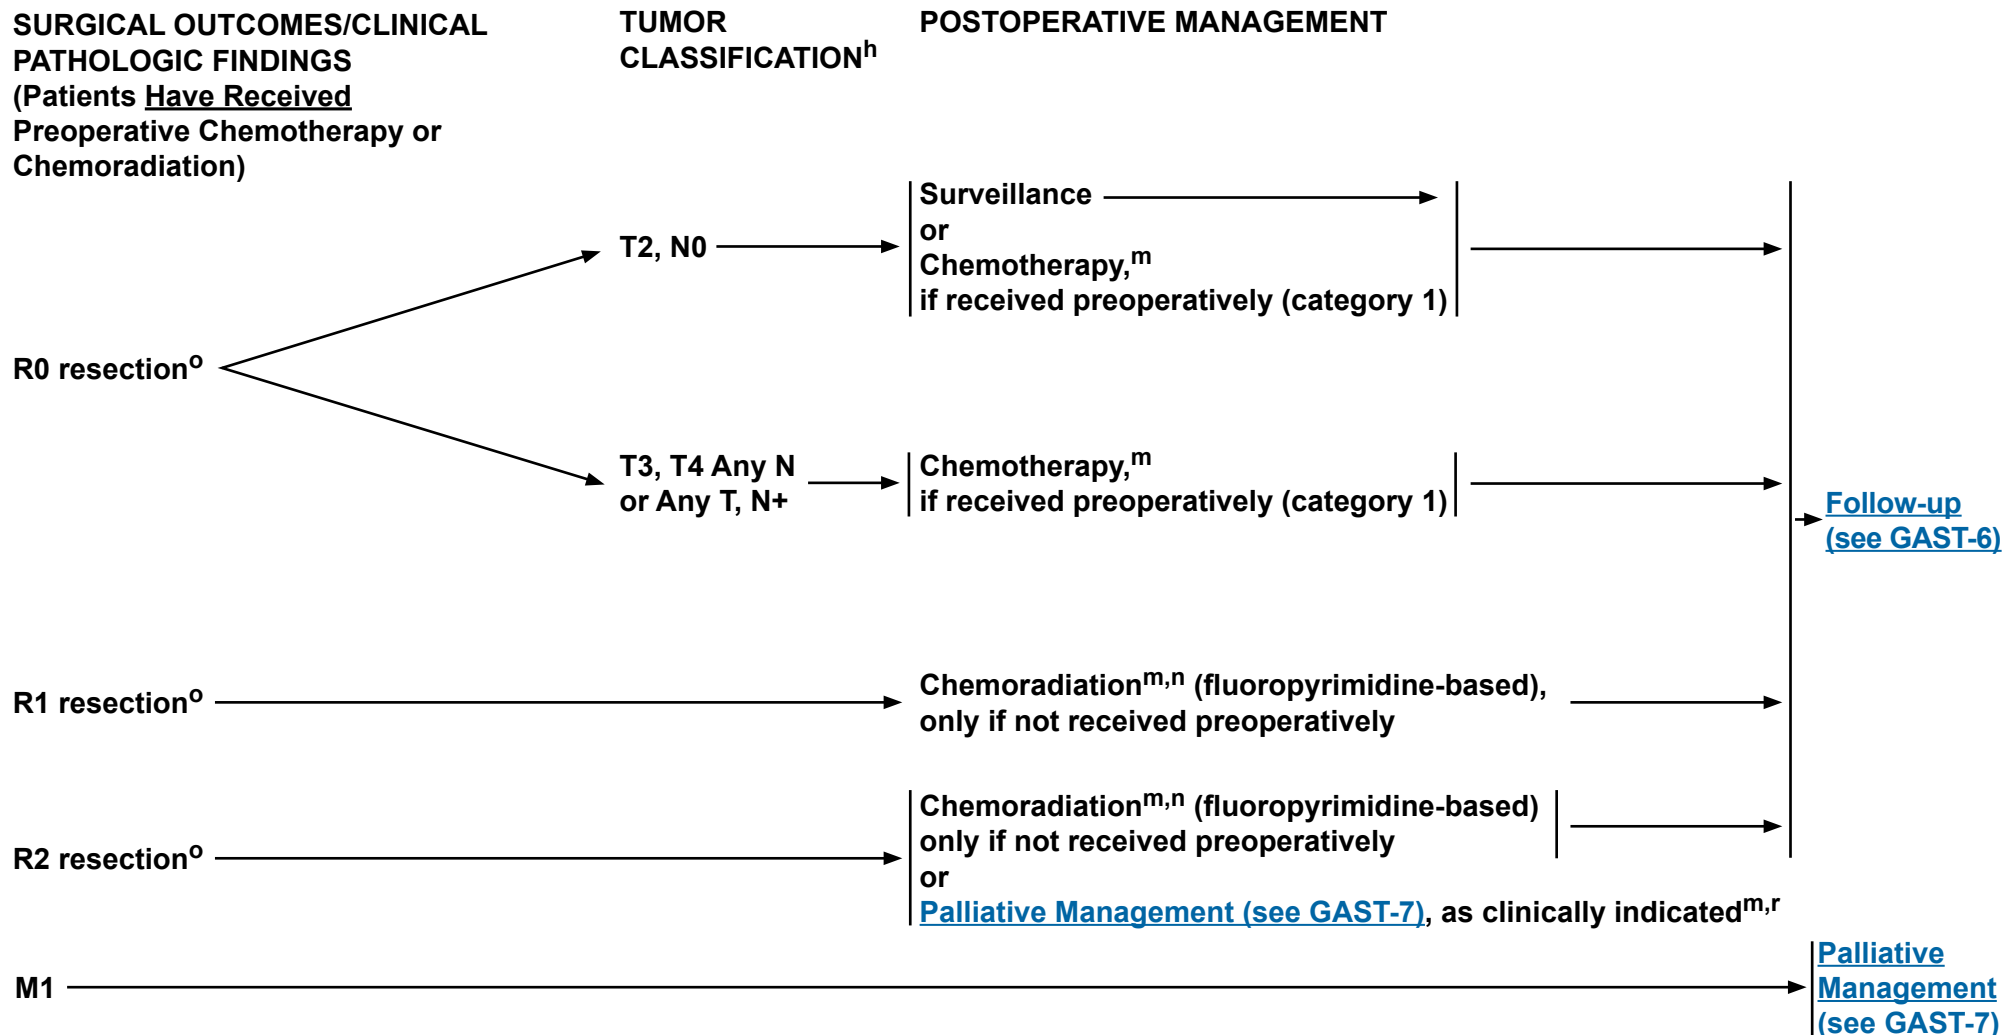 SURGICAL OUTCOMES/CLINICAL
PATHOLOGIC FINDINGS
(Patients Have Received
Preoperative Chemotherapy or
Chemoradiation)
TUMOR
CLASSIFICATIONʰ
POSTOPERATIVE MANAGEMENT
R0 resectionᵒ
T2, N0
Surveillance
or
Chemotherapy,ᵐ
if received preoperatively (category 1)
T3, T4 Any N
or Any T, N+
Chemotherapy,ᵐ
if received preoperatively (category 1)
Follow-up
(see GAST-6)
R1 resectionᵒ
Chemoradiationᵐ,ⁿ (fluoropyrimidine-based),
only if not received preoperatively
R2 resectionᵒ
Chemoradiationᵐ,ⁿ (fluoropyrimidine-based)
only if not received preoperatively
or
Palliative Management (see GAST-7), as clinically indicatedᵐ,ʳ
M1
Palliative
Management
(see GAST-7)